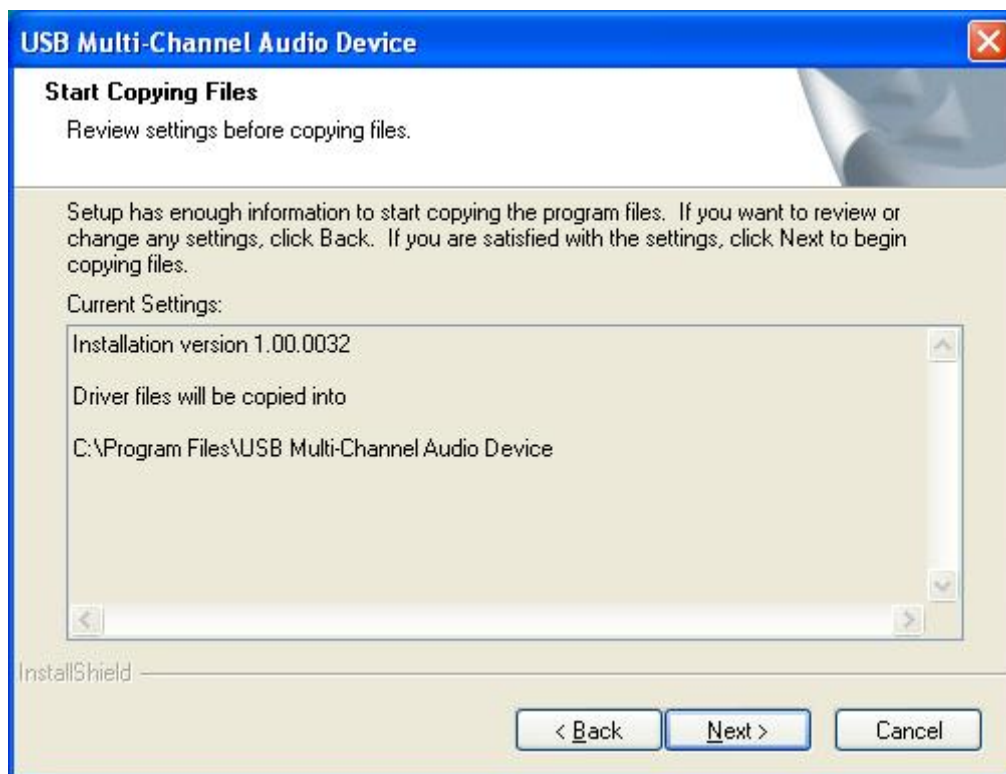 USB Multi-Channel Audio Device
Start Copying Files
Review settings before copying files.
Setup has enough information to start copying the program files.  If you want to review or
change any settings, click Back.  If you are satisfied with the settings, click Next to begin
copying files.
Current Settings:
Installation version 1.00.0032
Driver files will be copied into
C:\Program Files\USB Multi-Channel Audio Device
InstallShield
< Back
Next >
Cancel